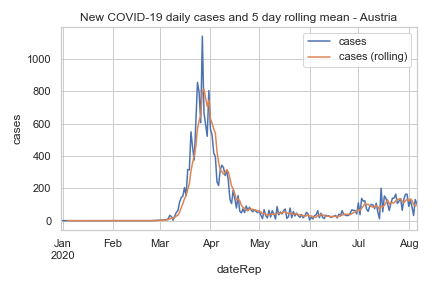 New COVID-19 daily cases and 5 day rolling mean - Austria
cases
cases (rolling)
1000
800
600
400
200
0
cases
Jan Feb Mar Apr May Jun Jul Aug
2020
dateRep